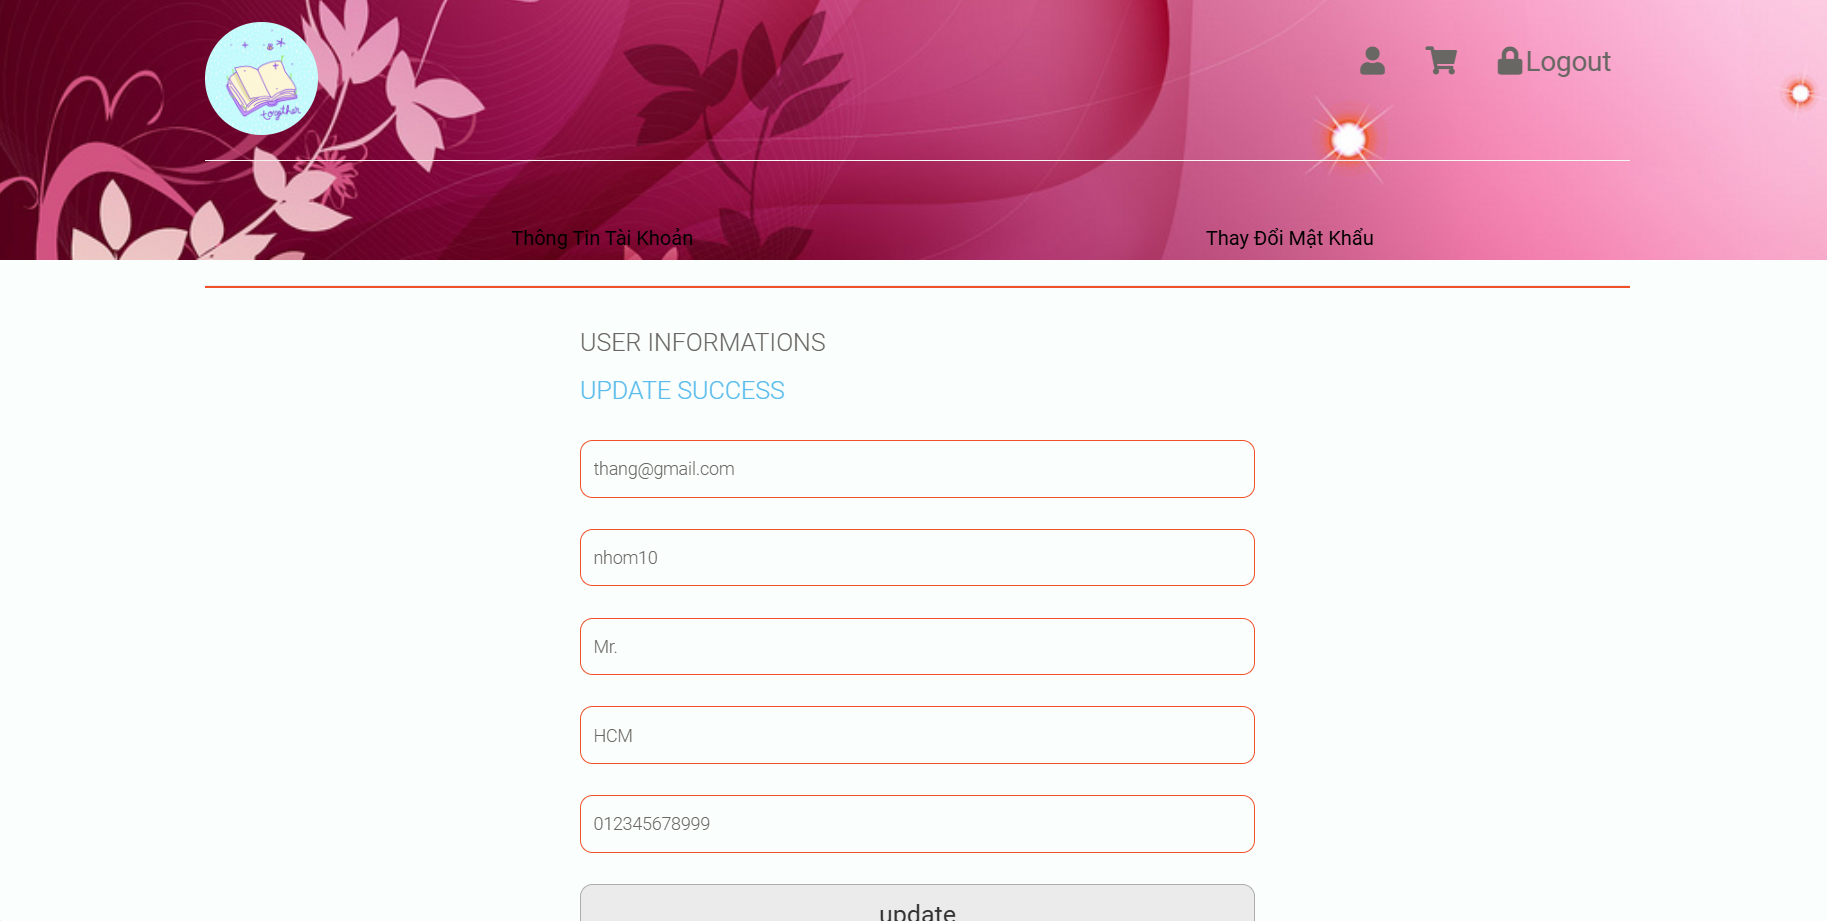 together
Logout
Thông Tin Tài Khoản
Thay Đổi Mật Khẩu
USER INFORMATIONS
UPDATE SUCCESS
thang@gmail.com
nhom10
Mr.
HCM
012345678999
update